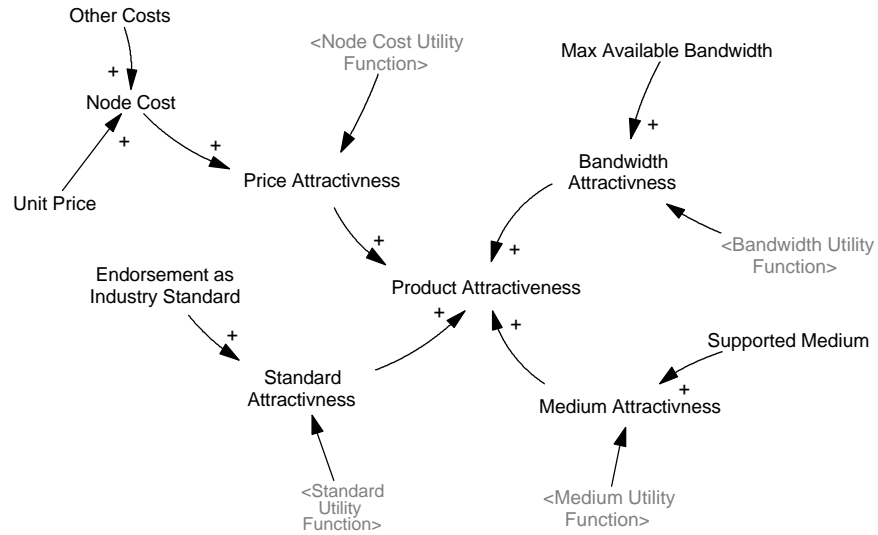 Other Costs
+
Node Cost
+
Unit Price
+
Price Attractivness
<Node Cost Utility
Function>
+
Max Available Bandwidth
+
Bandwidth
Attractivness
<Bandwidth Utility
Function>
+
Product Attractiveness
Endorsement as
Industry Standard
+
Standard
Attractivness
+
<Standard
Utility
Function>
+
Supported Medium
+
Medium Attractivness
<Medium Utility
Function>